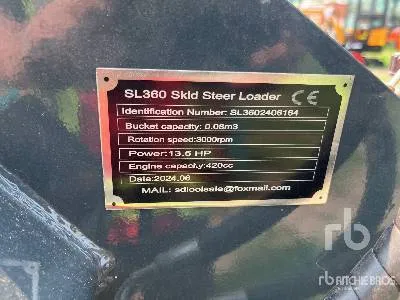 SL360 Skid Steer Loader CE
Identification Number: SL3602406164
Bucket capacity: 0.08m3
Rotation speed:3000rpm
Power:13.5 HP
Engine capacity:420cc
Date:2024.06
MAIL: sdloolsale@foxmail.com
rb
RITCHIE BROS